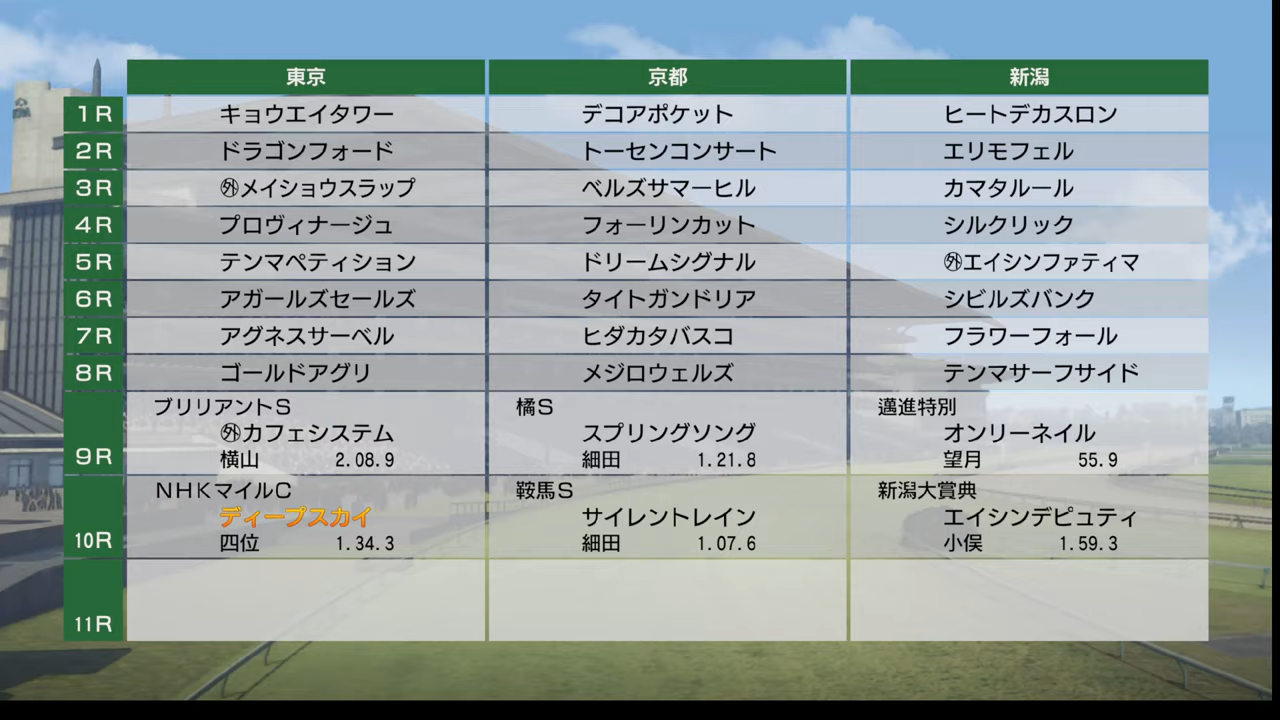 東京 京都 新潟
1R キョウエイタワー デコアポケット ヒートデカスロン
2R ドラゴンフォード トーセンコンサート エリモフェル
3R ㊕メイショウスラップ ベルズサマーヒル カマタルール
4R プロヴィナージュ フォーリンカット シルクリック
5R テンマペティション ドリームシグナル 外エイシンファティマ
6R アガールズセールズ タイトガンドリア シビルズバンク
7R アグネスサーベル ヒダカタバスコ フラワーフォール
8R ゴールドアグリ メジロウェルズ テンマサーフサイド
ブリリアントS 橘S 邁進特別
外カフェシステム スプリングソング オンリーネイル
9R 横山 2.08.9 細田 1.21.8 望月 55.9
NHKマイルC 鞍馬S 新潟大賞典
ディープスカイ サイレントレイン エイシンデピュティ
10R 四位 1.34.3 細田 1.07.6 小俣 1.59.3
11R